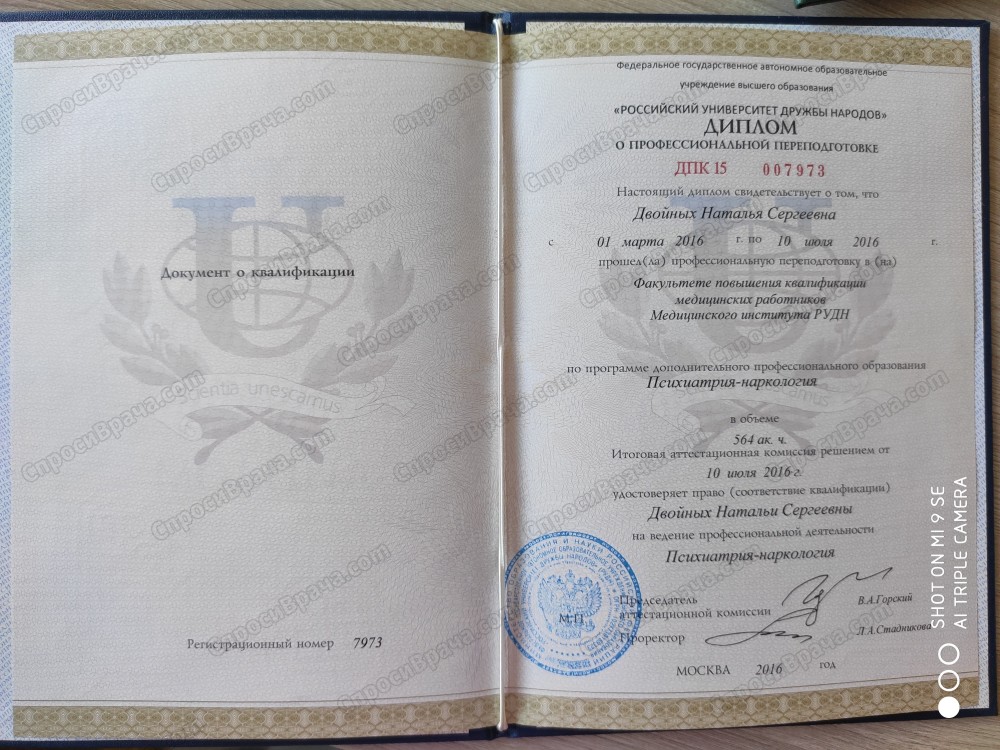 Документ о квалификации
Scientia unescamus
Регистрационный номер 7973
Федеральное государственное автономное образовательное
учреждение высшего образования
«РОССИЙСКИЙ УНИВЕРСИТЕТ ДРУЖБЫ НАРОДОВ»
ДИПЛОМ
О ПРОФЕССИОНАЛЬНОЙ ПЕРЕПОДГОТОВКЕ
ДПК 15 007973
Настоящий диплом свидетельствует о том, что
Двойных Наталья Сергеевна
с 01 марта 2016 г. по 10 июля 2016 г.
прошел(ла) профессиональную переподготовку в (на)
Факультете повышения квалификации
медицинских работников
Медицинского института РУДН
по программе дополнительного профессионального образования
Психиатрия-наркология
в объеме
564 ак. ч.
Итоговая аттестационная комиссия решением от
10 июля 2016 г.
удостоверяет право (соответствие квалификации)
Двойных Натальи Сергеевны
на ведение профессиональной деятельности
Психиатрия-наркология
М.П.
Председатель
аттестационной комиссии
В.А.Горский
Проректор
Л.А.Стадникова
МОСКВА 2016 год
СпросиВрача.com
SHOT ON MI 9 SE
AI TRIPLE CAMERA